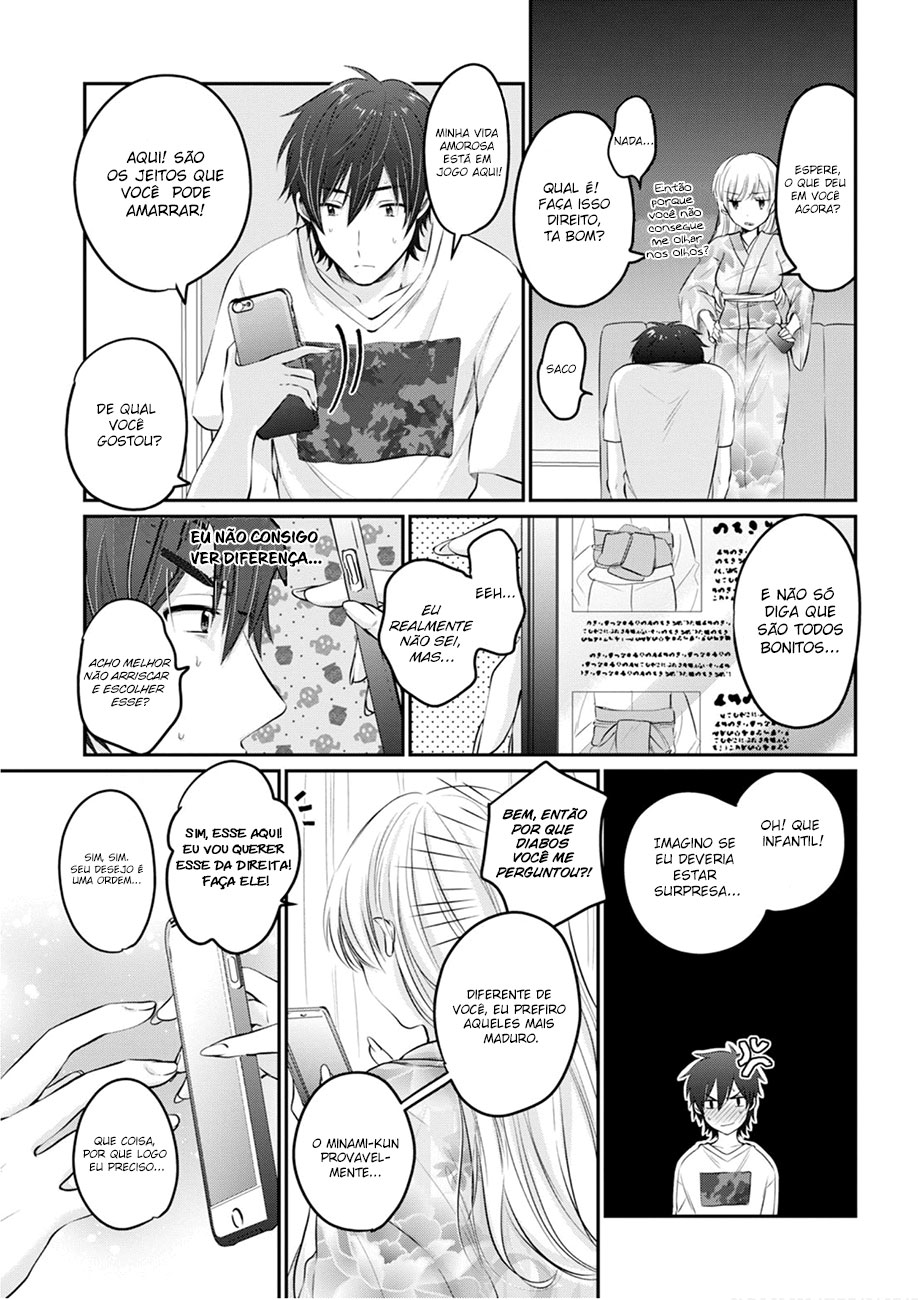 ESPERE,
O QUE DEU
EM VOCÊ
AGORA?
NADA...
Então
porque
você não
consegue
me olhar
nos olhos?
QUAL É!
FAÇA ISSO
DIREITO,
TA BOM?
SACO
MINHA VIDA
AMOROSA
ESTÁ EM
JOGO AQUI!
AQUI! SÃO
OS JEITOS QUE
VOCÊ PODE
AMARRAR!
DE QUAL
VOCÊ
GOSTOU?
E NÃO SÓ
DIGA QUE
SÃO TODOS
BONITOS...
EEH...
EU
REALMENTE
NÃO SEI,
MAS...
EU NÃO CONSIGO
VER DIFERENÇA...
ACHO MELHOR
NÃO ARRISCAR
E ESCOLHER
ESSE?
OH! QUE
INFANTIL!
IMAGINO SE
EU DEVERIA
ESTAR
SURPRESA...
BEM, ENTÃO
POR QUE
DIABOS
VOCÊ ME
PERGUNTOU?!
DIFERENTE DE
VOCÊ, EU PREFIRO
AQUELES MAIS
MADURO.
O MINAMI-KUN
PROVAVEL-
MENTE...
SIM, ESSE AQUI!
EU VOU QUERER
ESSE DA DIREITA!
FAÇA ELE!
SIM, SIM.
SEU DESEJO É
UMA ORDEM...
QUE COISA,
POR QUE LOGO
EU PRECISO...